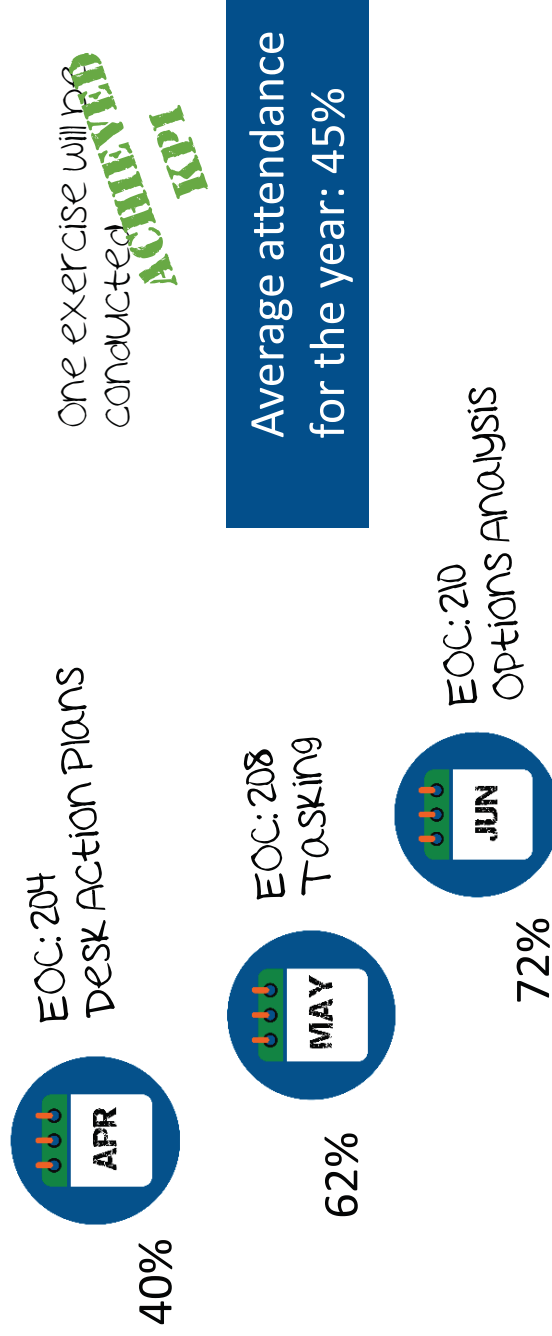 One exercise will be
conducted
ACHIEVED
KPI
Average attendance
for the year: 45%
EOC: 204
Desk Action Plans
APR
40%
EOC: 208
Tasking
MAY
62%
EOC: 210
Options Analysis
JUN
72%